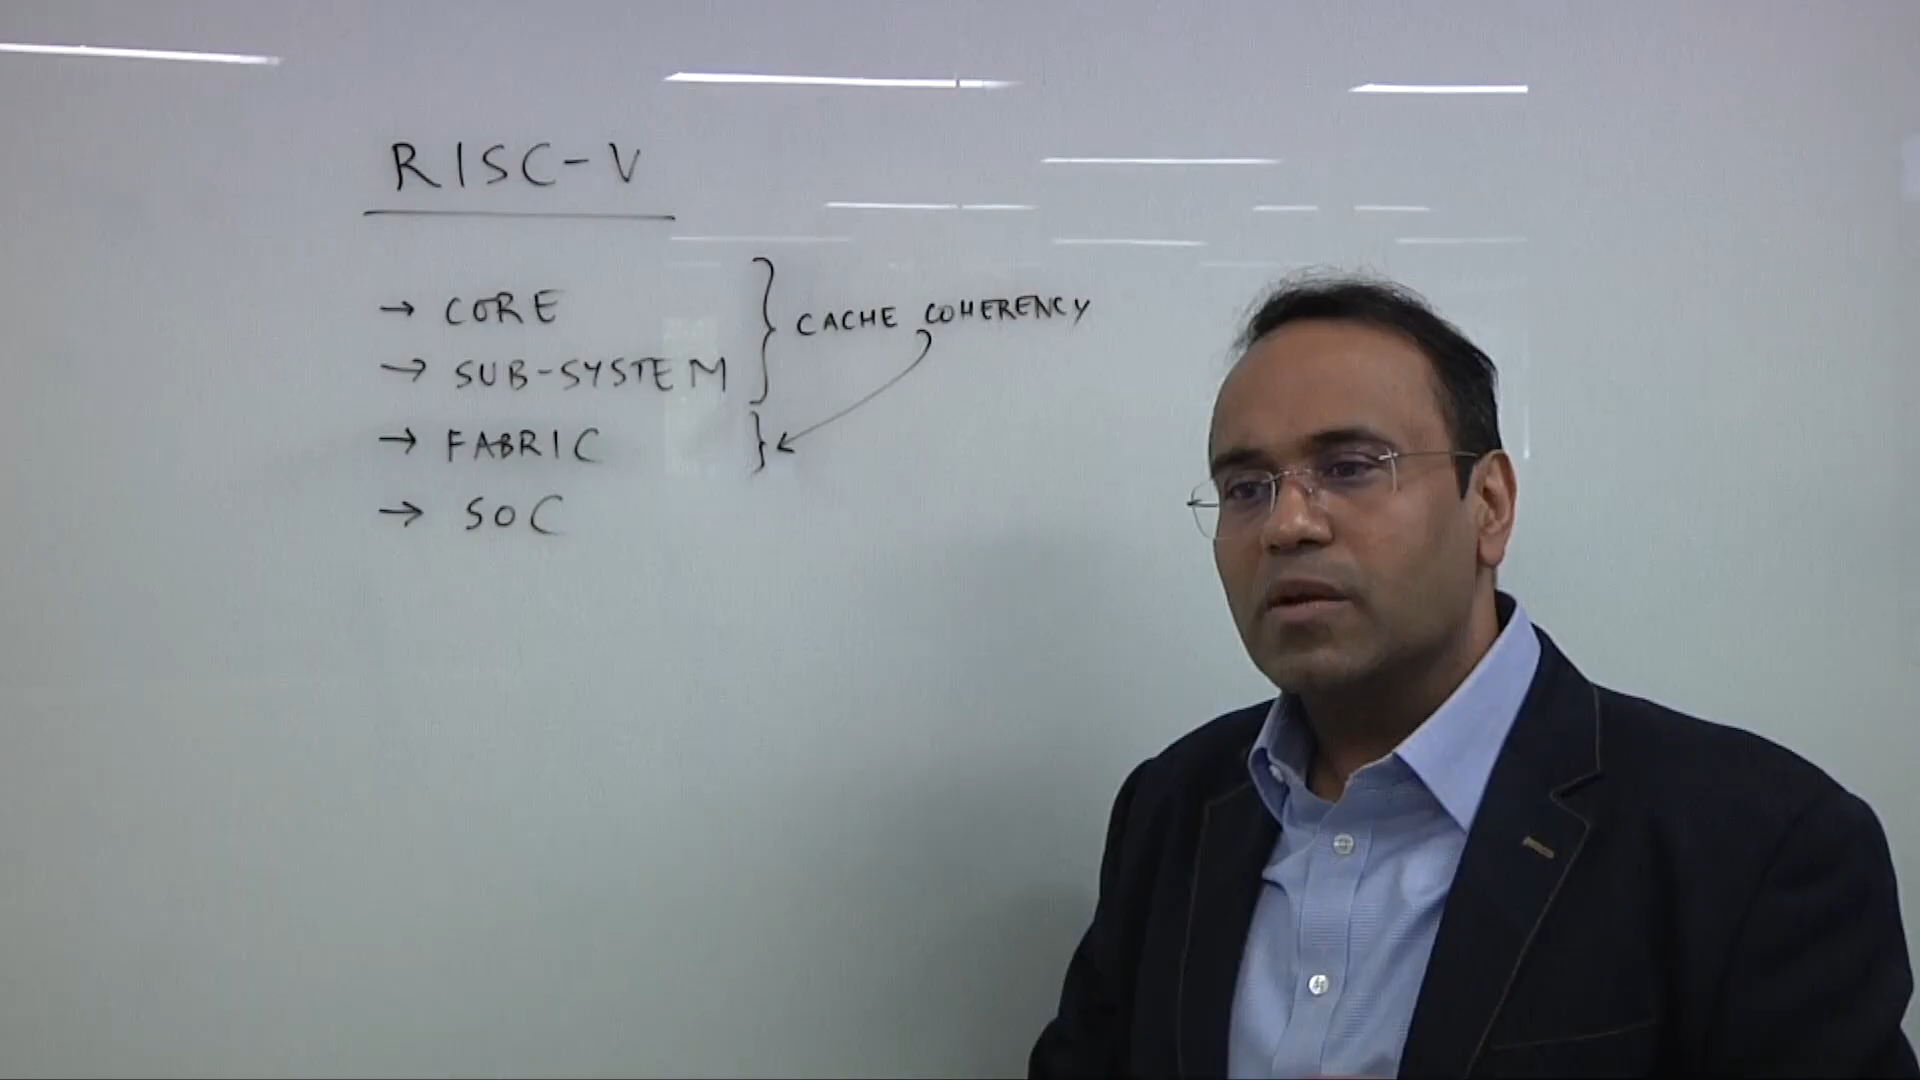 RISC-V
→ CORE
→ SUB-SYSTEM
CACHE COHERENCY
→ FABRIC
→ SOC